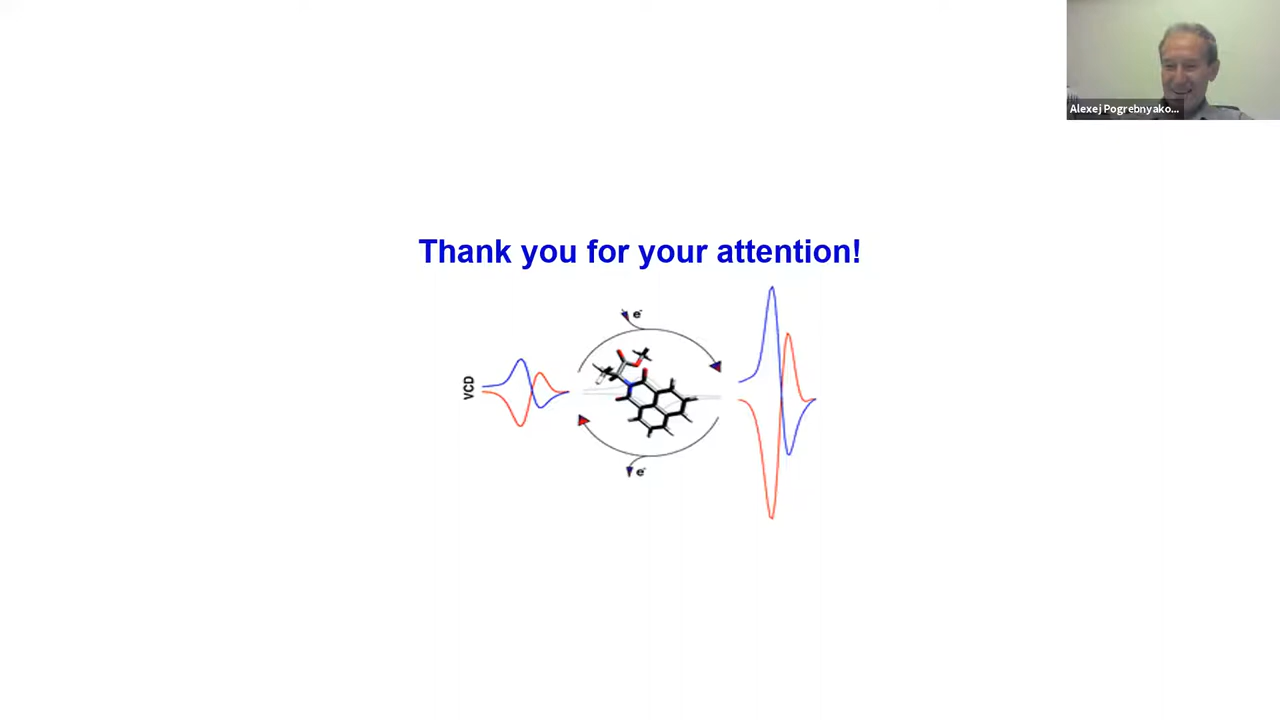 Alexej Pogrebnyako...
Thank you for your attention!
e-
VCD
e-